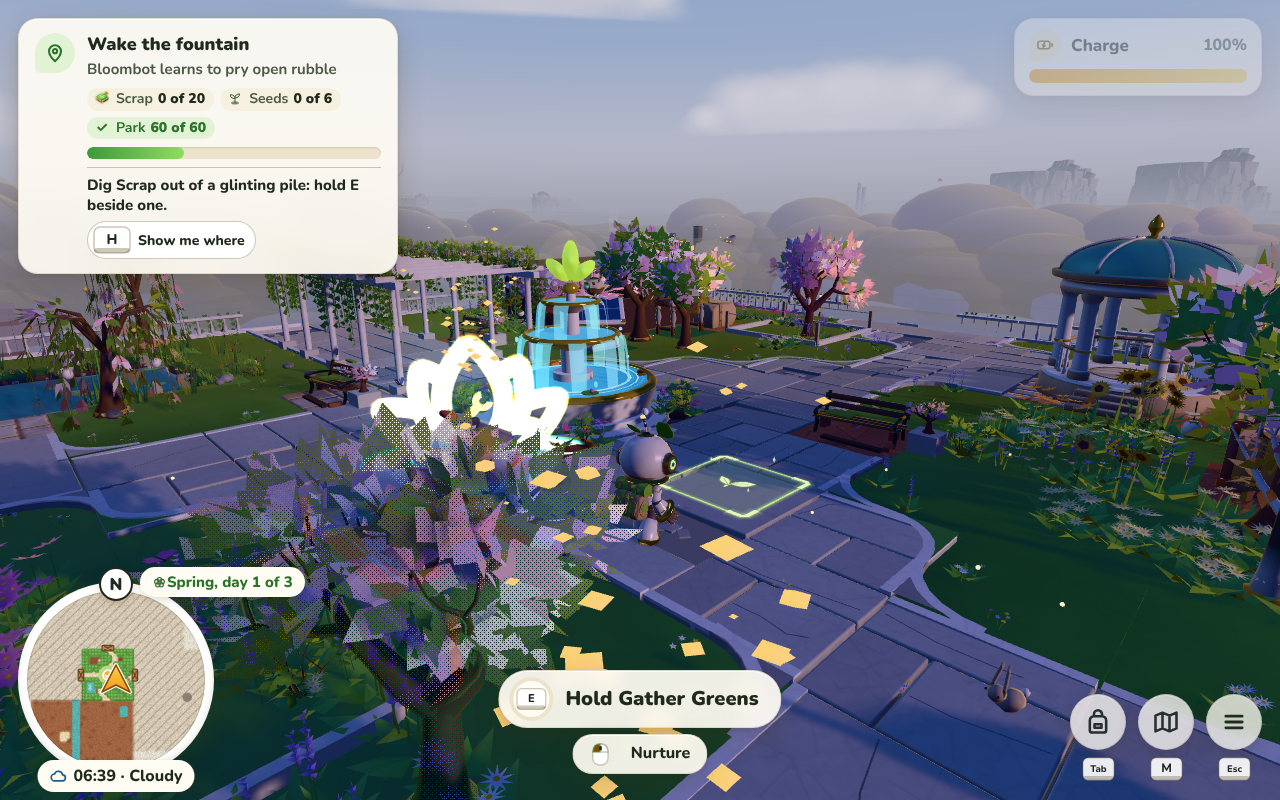 Wake the fountain
Bloombot learns to pry open rubble
Scrap 0 of 20 Seeds 0 of 6
Park 60 of 60
Dig Scrap out of a glinting pile: hold E
beside one.
H Show me where
Charge 100%
N
Spring, day 1 of 3
06:39 · Cloudy
E Hold Gather Greens
Nurture
Tab M Esc